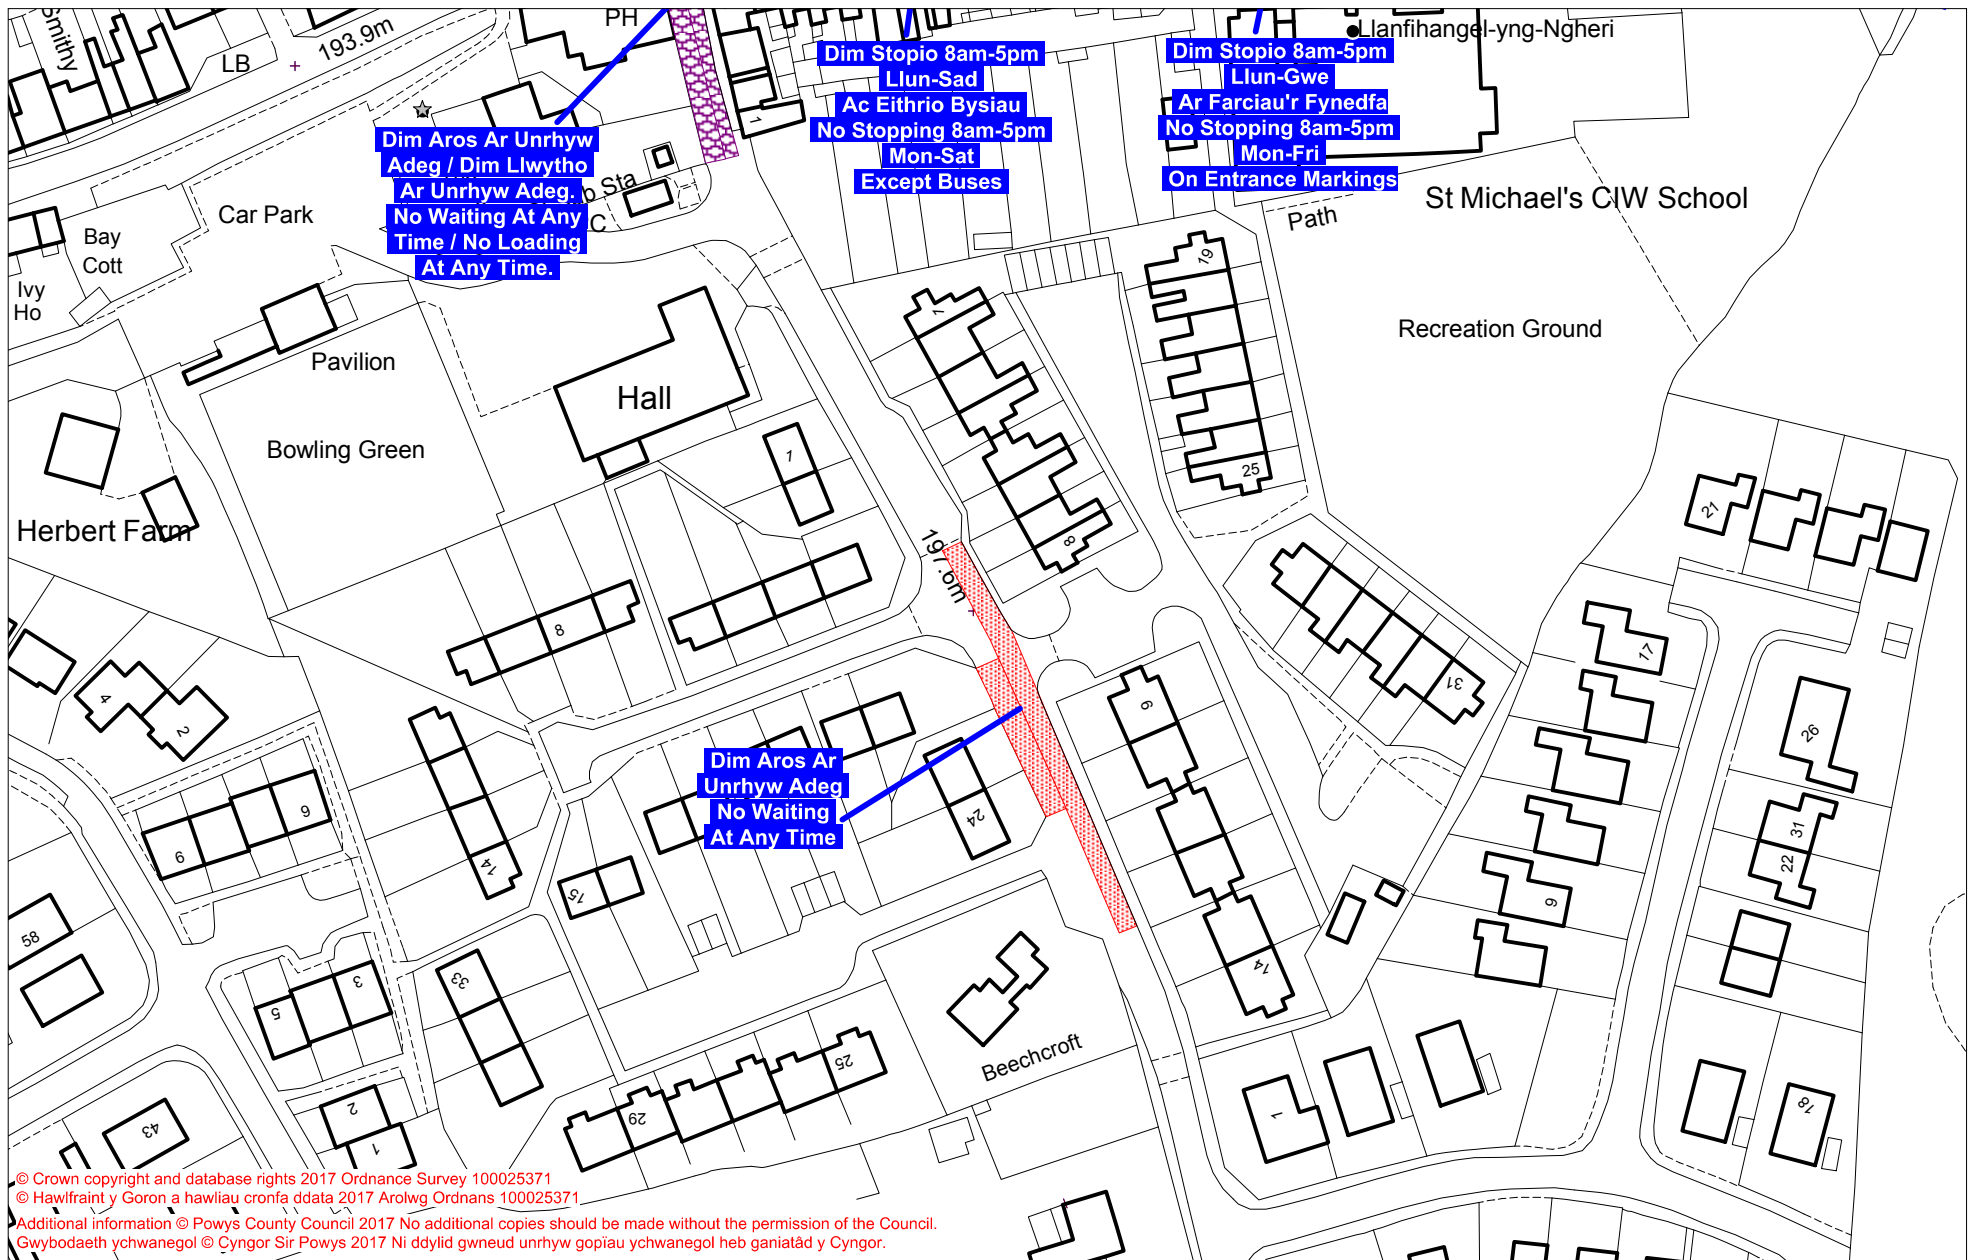 Smithy
LB
193.9m
PH
1
Dim Stopio 8am-5pm
Llun-Sad
Ac Eithrio Bysiau
No Stopping 8am-5pm
Mon-Sat
Except Buses
Dim Stopio 8am-5pm
Llun-Gwe
Ar Farciau'r Fynedfa
No Stopping 8am-5pm
Mon-Fri
On Entrance Markings
Llanfihangel-yng-Ngheri
St Michael's CIW School
Path
Recreation Ground
Dim Aros Ar Unrhyw
Adeg / Dim Llwytho
Ar Unrhyw Adeg.
No Waiting At Any
Time / No Loading
At Any Time.
b Sta
C
Car Park
Bay
Cott
Ivy
Ho
Pavilion
Bowling Green
Hall
Herbert Farm
197.6m
1
8
7
8
19
25
31
21
17
26
31
22
9
18
1
9
14
24
15
14
4
2
6
9
58
5
3
33
2
1
43
29
25
Dim Aros Ar
Unrhyw Adeg
No Waiting
At Any Time
Beechcroft
© Crown copyright and database rights 2017 Ordnance Survey 100025371
© Hawlfraint y Goron a hawliau cronfa ddata 2017 Arolwg Ordnans 100025371
Additional information © Powys County Council 2017 No additional copies should be made without the permission of the Council.
Gwybodaeth ychwanegol © Cyngor Sir Powys 2017 Ni ddylid gwneud unrhyw gopïau ychwanegol heb ganiatâd y Cyngor.